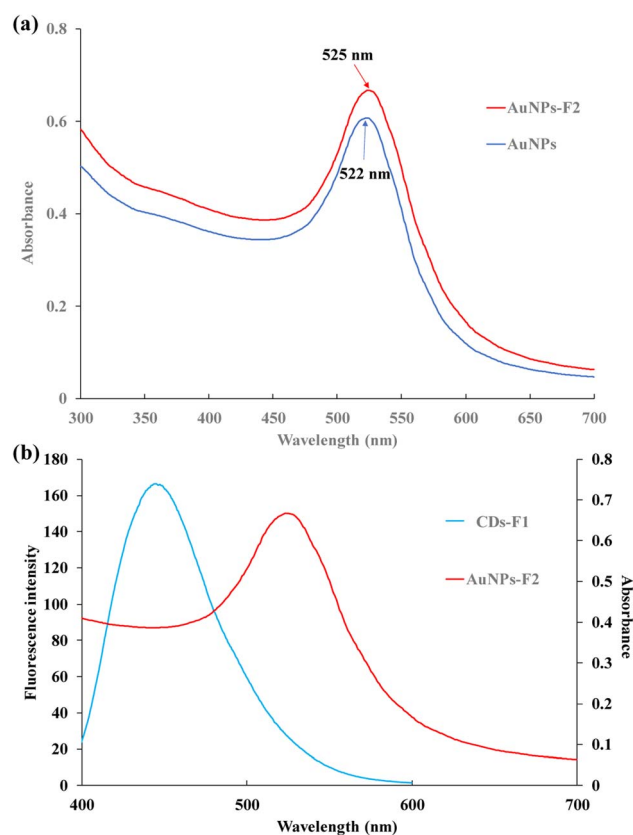 (a)
0.8
0.6
0.4
0.2
0
Absorbance
525 nm
522 nm
AuNPs-F2
AuNPs
300 350 400 450 500 550 600 650 700
Wavelength (nm)
(b)
180
160
140
120
100
80
60
40
20
0
Fluorescence intensity
CDs-F1
AuNPs-F2
0.8
0.7
0.6
0.5
0.4
0.3
0.2
0.1
0
Absorbance
400 500 600 700
Wavelength (nm)